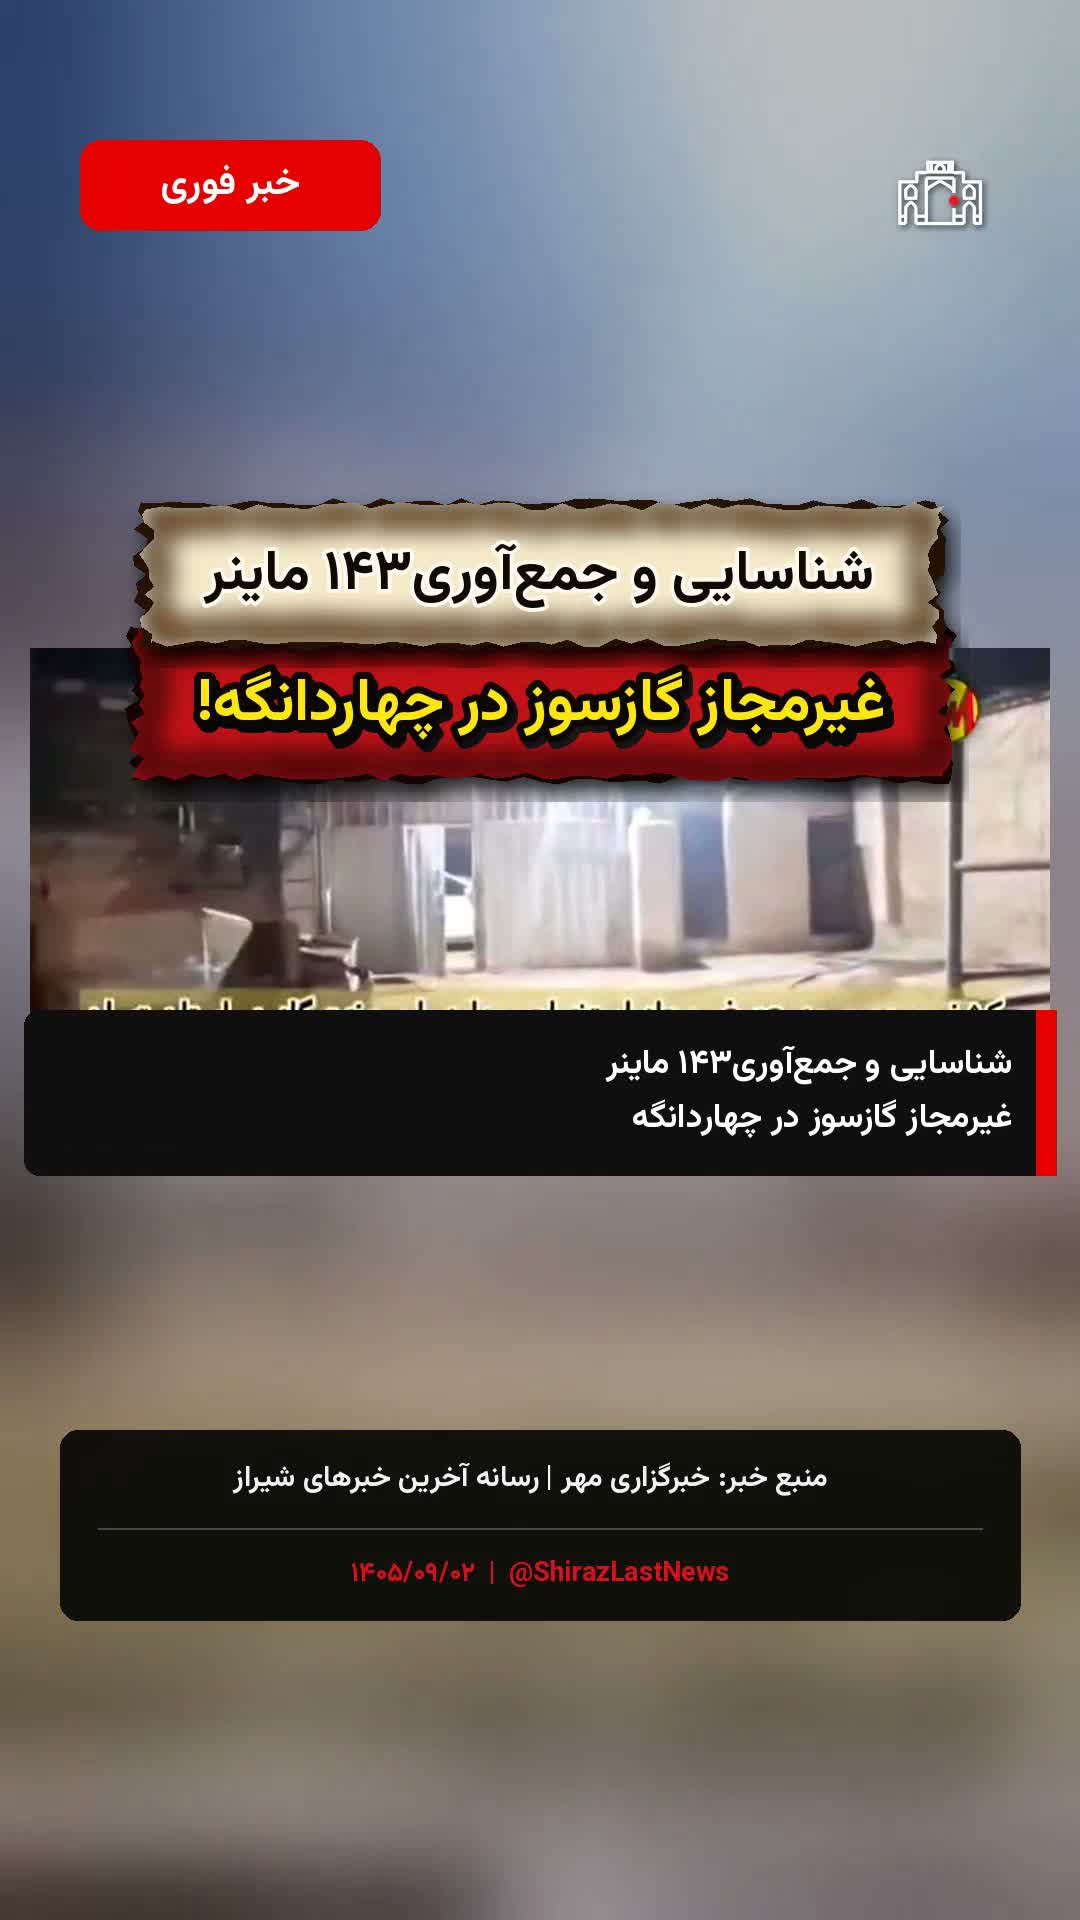 خبر فوری
شناسایی و جمع‌آوری۱۴۳ ماینر
غیرمجاز گازسوز در چهاردانگه!
شناسایی و جمع‌آوری۱۴۳ ماینر
غیرمجاز گازسوز در چهاردانگه
منبع خبر: خبرگزاری مهر | رسانه آخرین خبرهای شیراز
۱۴۰۵/۰۹/۰۲ | @ShirazLastNews